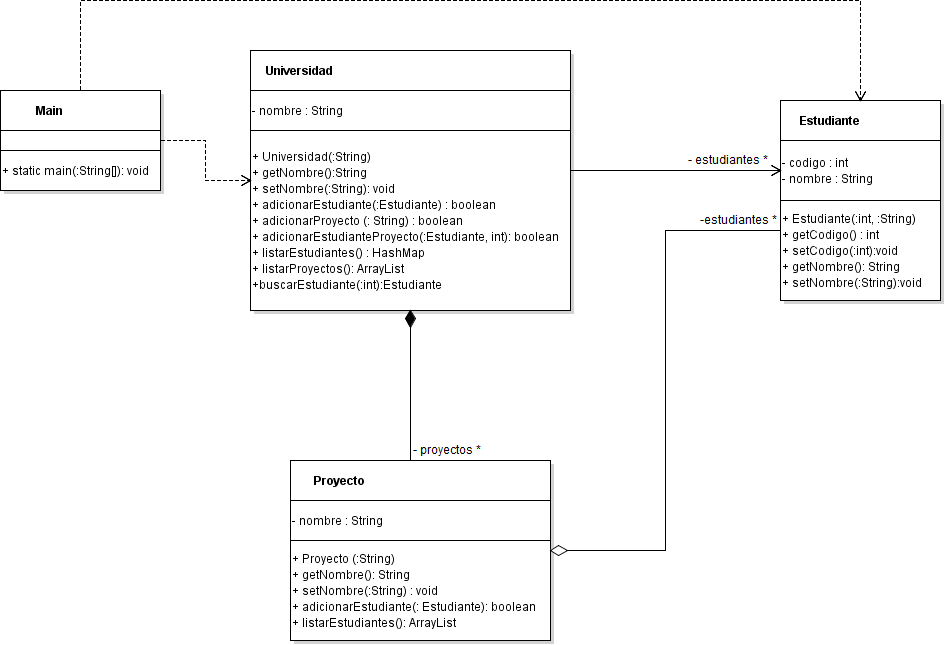 Main
+ static main(:String[]): void
Universidad
- nombre : String
+ Universidad(:String)
+ getNombre():String
+ setNombre(:String): void
+ adicionarEstudiante(:Estudiante) : boolean
+ adicionarProyecto (: String) : boolean
+ adicionarEstudianteProyecto(:Estudiante, int): boolean
+ listarEstudiantes() : HashMap
+ listarProyectos(): ArrayList
+buscarEstudiante(:int):Estudiante
- estudiantes *
-estudiantes *
Estudiante
- codigo : int
- nombre : String
+ Estudiante(:int, :String)
+ getCodigo() : int
+ setCodigo(:int):void
+ getNombre(): String
+ setNombre(:String):void
- proyectos *
Proyecto
- nombre : String
+ Proyecto (:String)
+ getNombre(): String
+ setNombre(:String) : void
+ adicionarEstudiante(: Estudiante): boolean
+ listarEstudiantes(): ArrayList